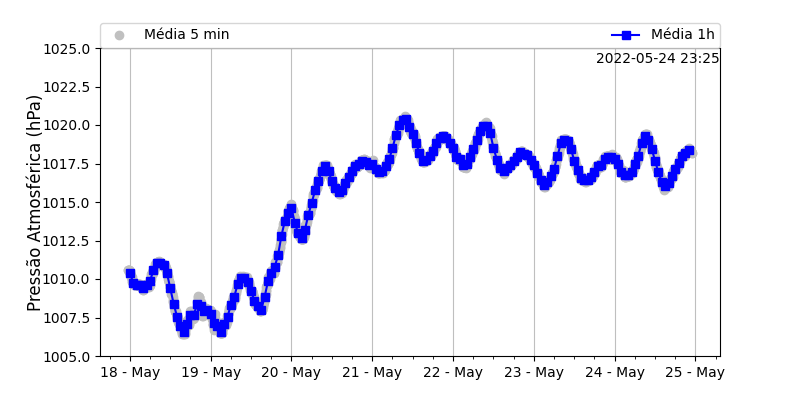 Média 5 min
Média 1h
2022-05-24 23:25
Pressão Atmosférica (hPa)
1025.0
1022.5
1020.0
1017.5
1015.0
1012.5
1010.0
1007.5
1005.0
18 - May
19 - May
20 - May
21 - May
22 - May
23 - May
24 - May
25 - May